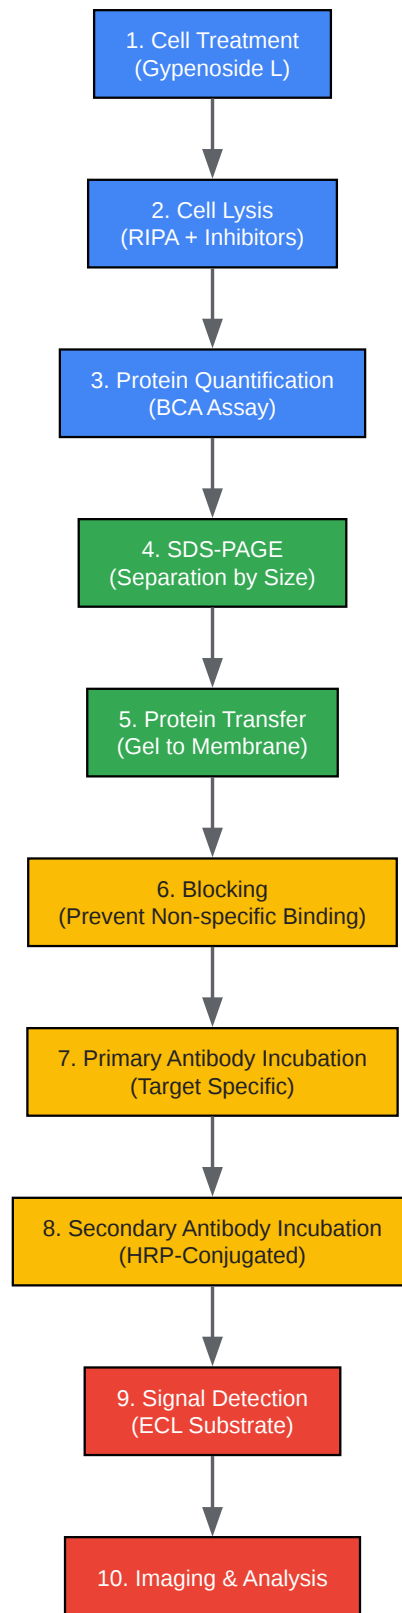 1. Cell Treatment
(Gypenoside L)
2. Cell Lysis
(RIPA + Inhibitors)
3. Protein Quantification
(BCA Assay)
4. SDS-PAGE
(Separation by Size)
5. Protein Transfer
(Gel to Membrane)
6. Blocking
(Prevent Non-specific Binding)
7. Primary Antibody Incubation
(Target Specific)
8. Secondary Antibody Incubation
(HRP-Conjugated)
9. Signal Detection
(ECL Substrate)
10. Imaging & Analysis